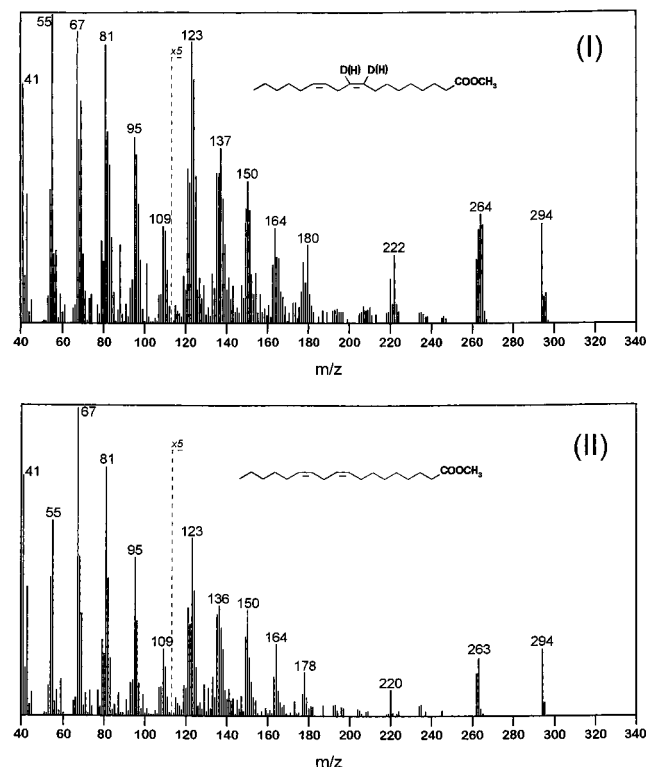 (I)
55 67 81 123
x5
D(H) D(H)
COOCH3
41 95 137 150 109 164 180 222 264 294
40 60 80 100 120 140 160 180 200 220 240 260 280 300 320 340
m/z
(II)
67
x5
41 81 COOCH3
55 95 123 136 150 109 164 178 220 263 294
40 60 80 100 120 140 160 180 200 220 240 260 280 300 320 340
m/z